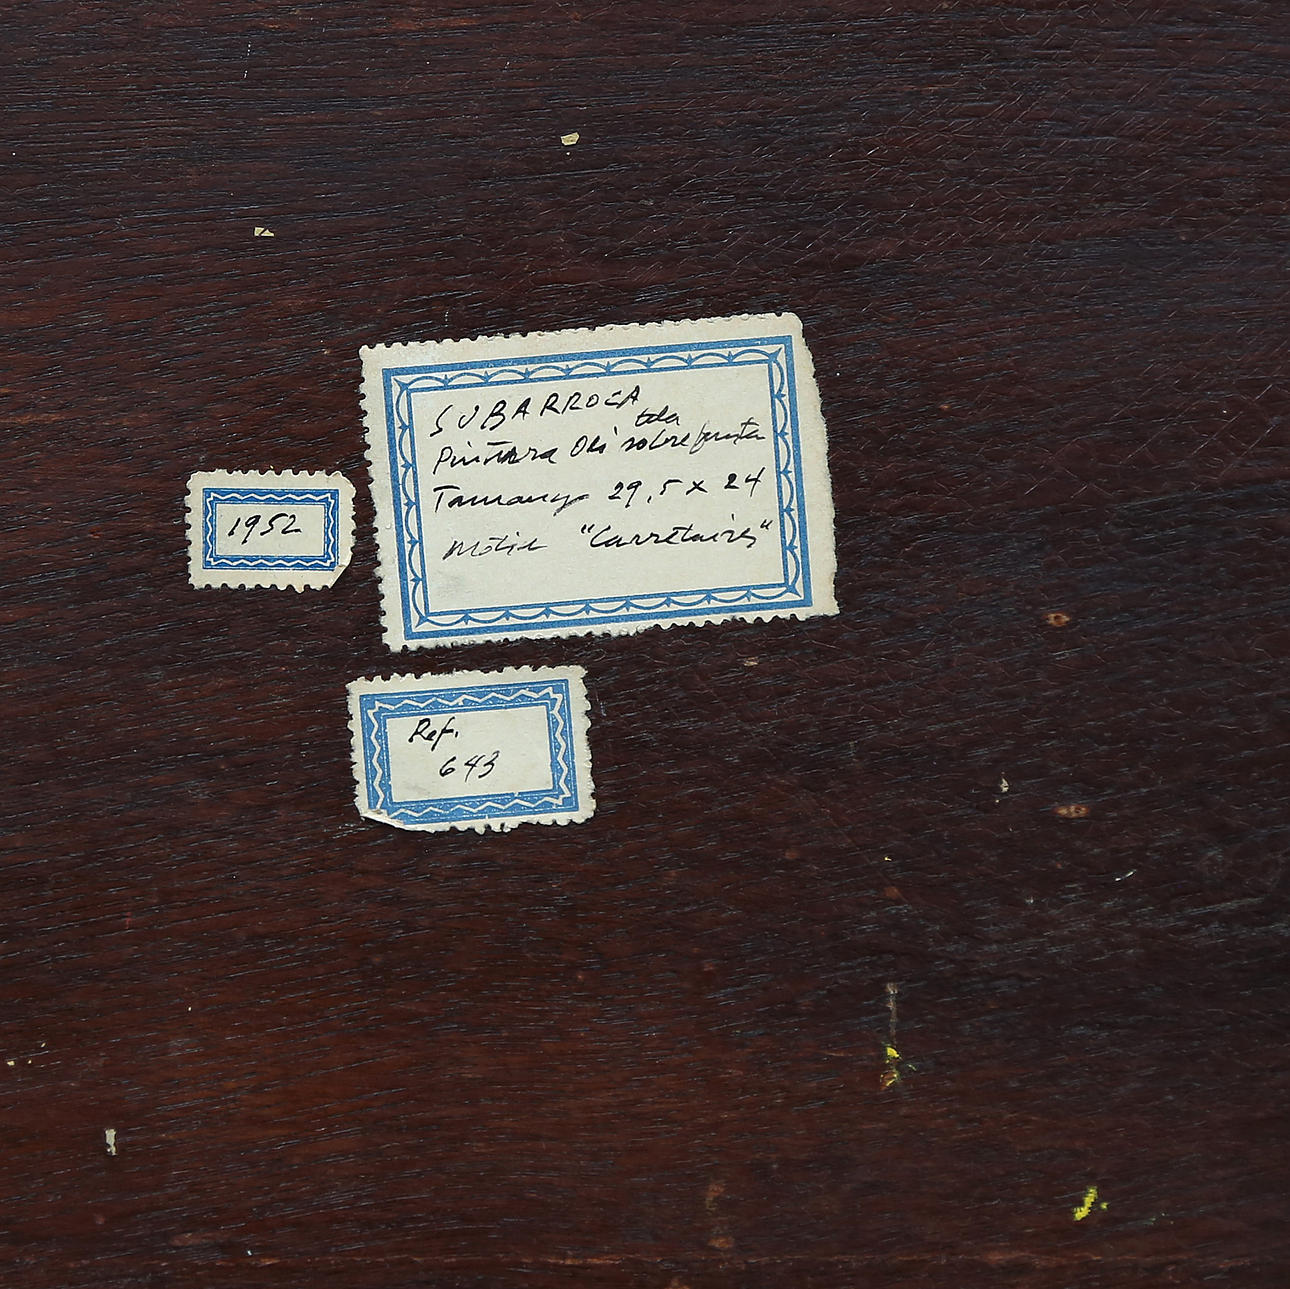 1952
SUBARROCA
tela
Pintura Oli sobre fusta
Tamany 29,5 x 24
motiu "Carretaires"
Ref.
643